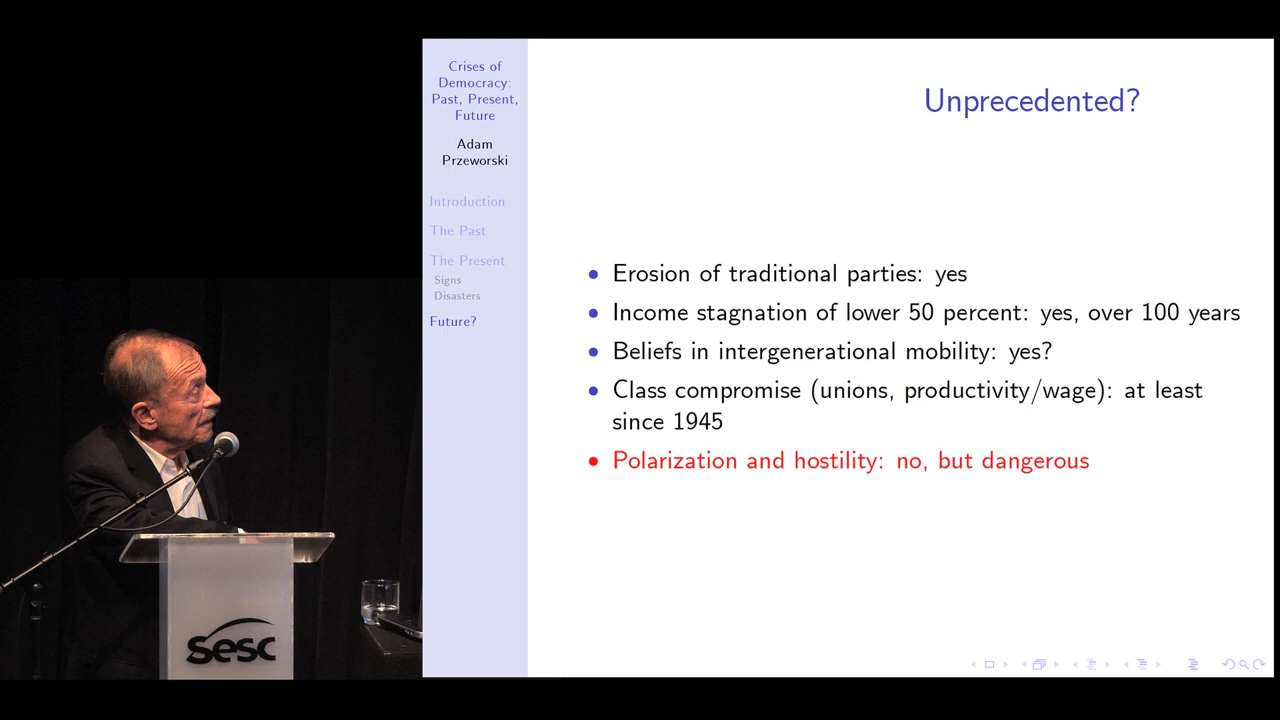 Crises of
Democracy:
Past, Present,
Future
Adam
Przeworski
Introduction
The Past
The Present
Signs
Disasters
Future?
Unprecedented?
• Erosion of traditional parties: yes
• Income stagnation of lower 50 percent: yes, over 100 years
• Beliefs in intergenerational mobility: yes?
• Class compromise (unions, productivity/wage): at least
since 1945
• Polarization and hostility: no, but dangerous
sesc